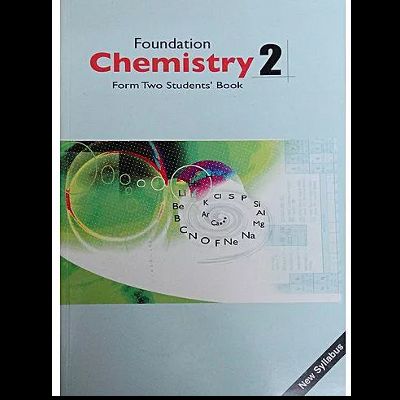 Foundation
Chemistry 2
Form Two Students' Book
Li
Be
B
C
N
O
F
Ne
Na
Mg
Al
Si
P
S
Cl
Ar
K
Ca
New Syllabus